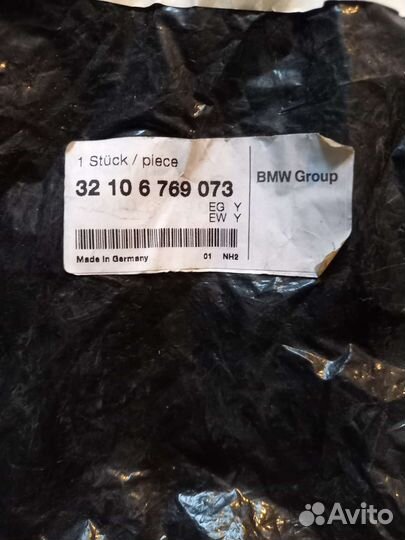 1 Stück / piece
32 10 6 769 073
EG Y
EW Y
BMW Group
Made in Germany 01 NH2
Avito